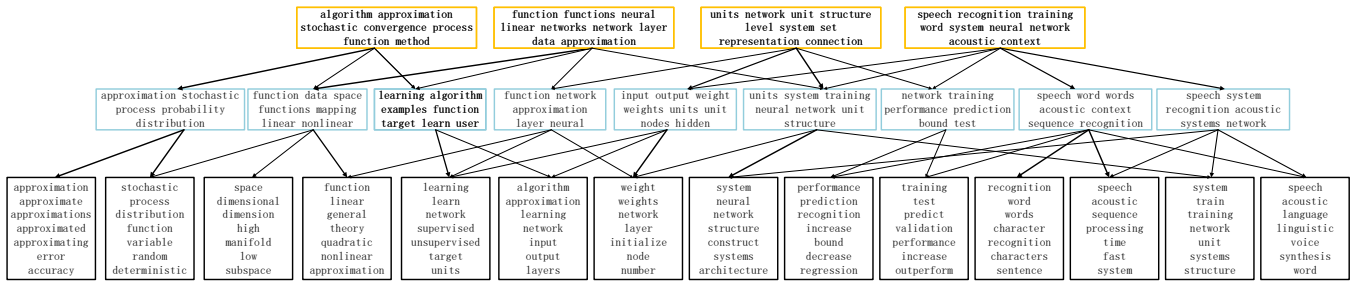 algorithm approximation
stochastic convergence process
function method
function functions neural
linear networks network layer
data approximation
units network unit structure
level system set
representation connection
speech recognition training
word system neural network
acoustic context
approximation stochastic
process probability
distribution
function data space
functions mapping
linear nonlinear
learning algorithm
examples function
target learn user
function network
approximation
layer neural
input output weight
weights units unit
nodes hidden
units system training
neural network unit
structure
network training
performance prediction
bound test
speech word words
acoustic context
sequence recognition
speech system
recognition acoustic
systems network
approximation
approximate
approximations
approximated
approximating
error
accuracy
stochastic
process
distribution
function
variable
random
deterministic
space
dimensional
dimension
high
manifold
low
subspace
function
linear
general
theory
quadratic
nonlinear
approximation
learning
learn
network
supervised
unsupervised
target
units
algorithm
approximation
learning
network
input
output
layers
weight
weights
network
layer
initialize
node
number
system
neural
network
structure
construct
systems
architecture
performance
prediction
recognition
increase
bound
decrease
regression
training
test
predict
validation
performance
increase
outperform
recognition
word
words
character
recognition
characters
sentence
speech
acoustic
sequence
processing
time
fast
system
system
train
training
network
unit
systems
structure
speech
acoustic
language
linguistic
voice
synthesis
word